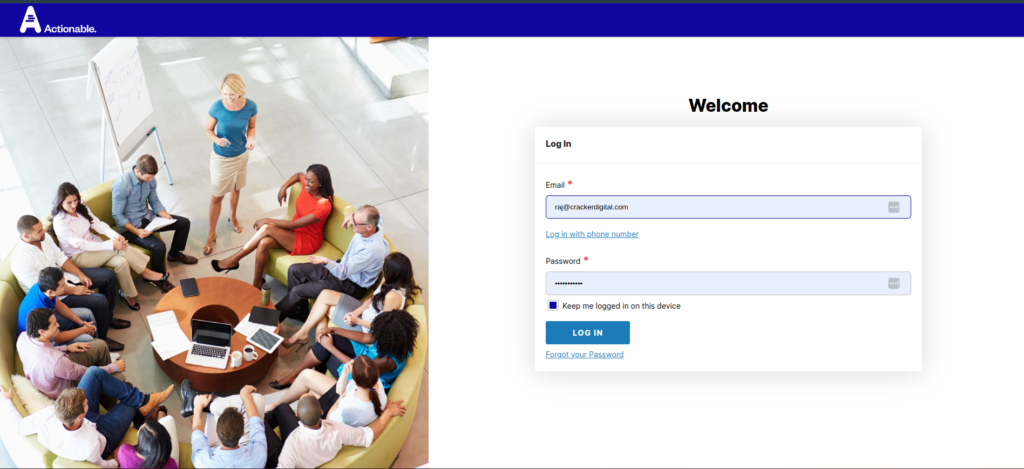 Actionable.
Welcome
Log In
Email *
raj@crackerdigital.com
Log in with phone number
Password *
•••••••••••
Keep me logged in on this device
LOG IN
Forgot your Password